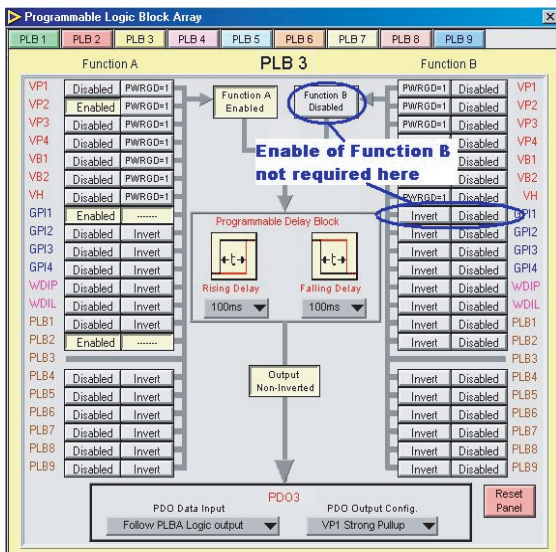 Programmable Logic Block Array
PLB 1 PLB 2 PLB 3 PLB 4 PLB 5 PLB 6 PLB 7 PLB 8 PLB 9
Function A PLB 3 Function B
VP1 Disabled PWRGD=1 Function A Enabled Function B Disabled PWRGD=1 Disabled VP1
VP2 Enabled PWRGD=1 PWRGD=1 Disabled VP2
VP3 Disabled PWRGD=1 PWRGD=1 Disabled VP3
VP4 Disabled PWRGD=1 VP4
VB1 Disabled PWRGD=1 Enable of Function B VB1
VB2 Disabled PWRGD=1 not required here VB2
VH Disabled PWRGD=1 PWRGD=1 Disabled VH
GPI1 Enabled ------- Invert Disabled GPI1
GPI2 Disabled Invert Programmable Delay Block Invert Disabled GPI2
GPI3 Disabled Invert Invert Disabled GPI3
GPI4 Disabled Invert t t Invert Disabled GPI4
WDIP Disabled Invert Rising Delay Falling Delay Invert Disabled WDIP
WDIL Disabled Invert 100ms 100ms Invert Disabled WDIL
PLB1 Disabled Invert Invert Disabled PLB1
PLB2 Enabled ------- Invert Disabled PLB2
PLB3 PLB3
PLB4 Disabled Invert Output Non-Inverted Invert Disabled PLB4
PLB5 Disabled Invert Invert Disabled PLB5
PLB6 Disabled Invert Invert Disabled PLB6
PLB7 Disabled Invert Invert Disabled PLB7
PLB8 Disabled Invert Invert Disabled PLB8
PLB9 Disabled Invert Invert Disabled PLB9
PDO3 Reset Panel
PDO Data Input PDO Output Config.
Follow PLBA Logic output VP1 Strong Pullup